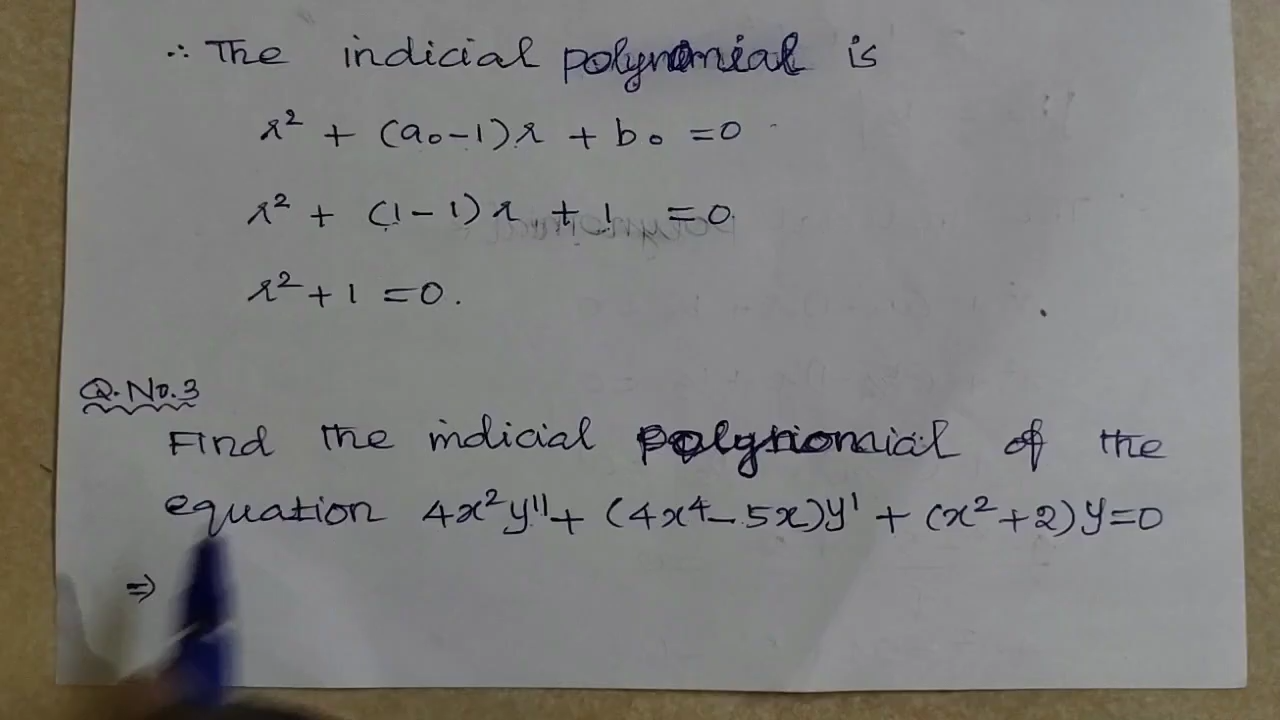 ∴ The indicial polynomial is
r² + (a₀-1)r + b₀ = 0
r² + (1-1)r + 1 = 0
r² + 1 = 0.
Q. No. 3
Find the indicial polynomial of the
equation 4x²y'' + (4x⁴ - 5x)y' + (x² + 2)y = 0
⇒